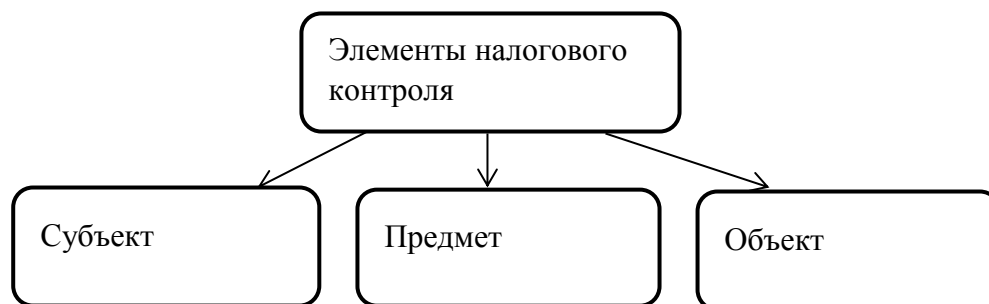 Элементы налогового
контроля
Субъект
Предмет
Объект